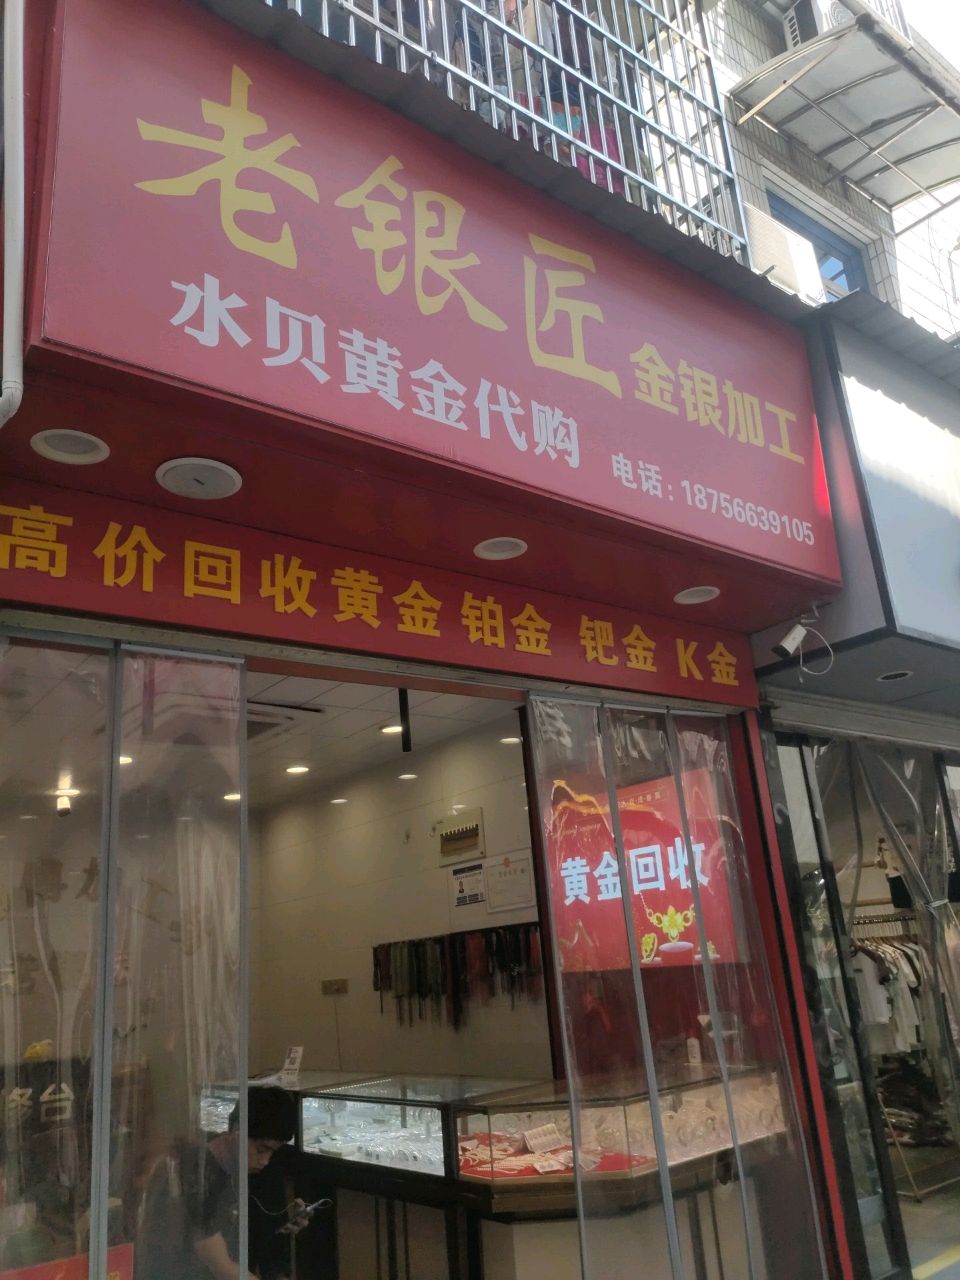 老银匠
金银加工
水贝黄金代购
电话:18756639105
高价回收黄金 铂金 钯金 K金
黄金回收